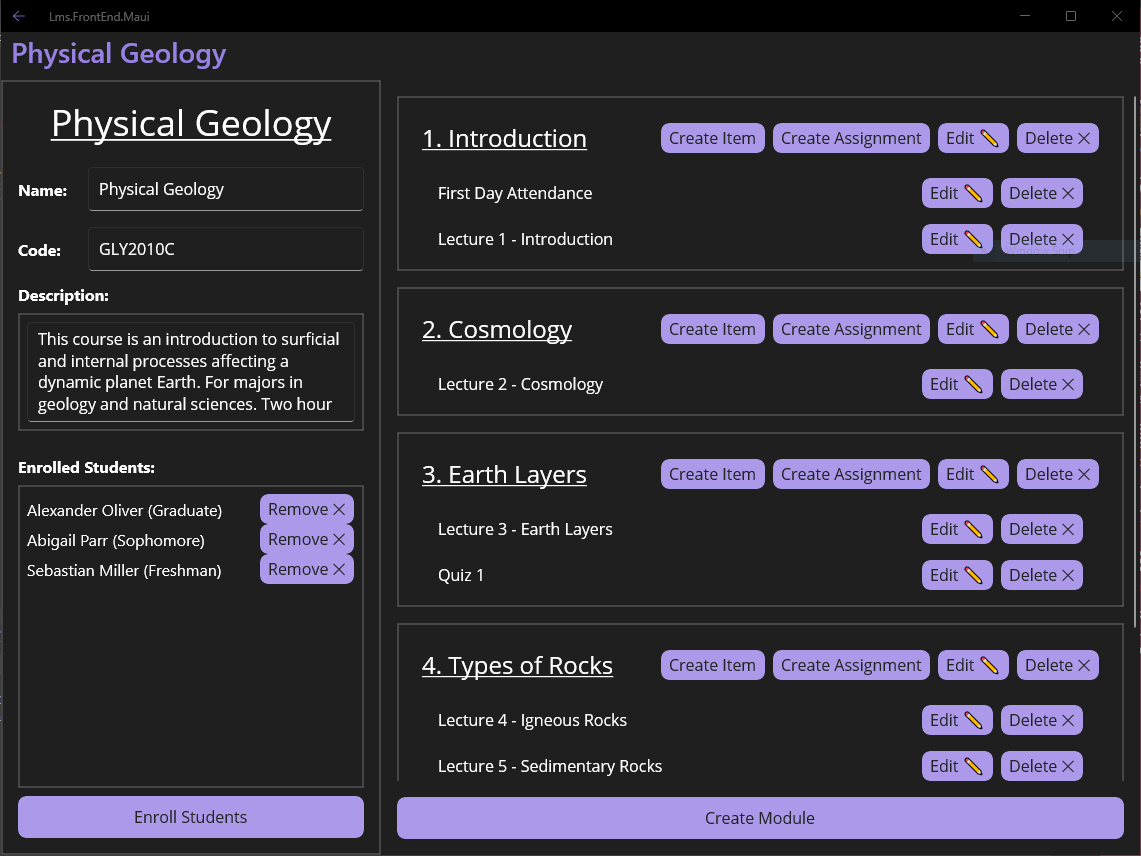 Lms.FrontEnd.Maui
Physical Geology
Physical Geology
Name: Physical Geology
Code: GLY2010C
Description:
This course is an introduction to surficial
and internal processes affecting a
dynamic planet Earth. For majors in
geology and natural sciences. Two hour
Enrolled Students:
Alexander Oliver (Graduate) Remove
Abigail Parr (Sophomore) Remove
Sebastian Miller (Freshman) Remove
Enroll Students
1. Introduction Create Item Create Assignment Edit Delete
First Day Attendance Edit Delete
Lecture 1 - Introduction Edit Delete
2. Cosmology Create Item Create Assignment Edit Delete
Lecture 2 - Cosmology Edit Delete
3. Earth Layers Create Item Create Assignment Edit Delete
Lecture 3 - Earth Layers Edit Delete
Quiz 1 Edit Delete
4. Types of Rocks Create Item Create Assignment Edit Delete
Lecture 4 - Igneous Rocks Edit Delete
Lecture 5 - Sedimentary Rocks Edit Delete
Create Module